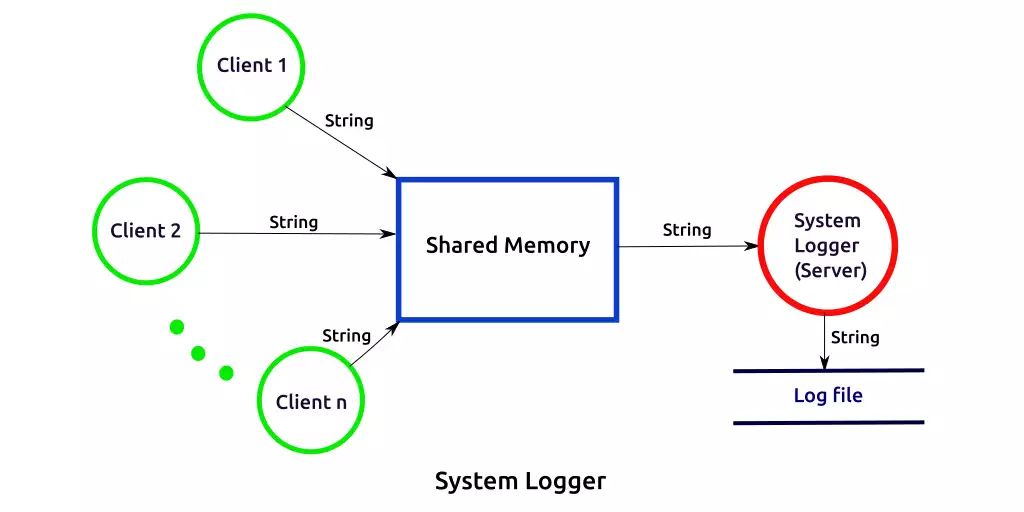 Client 1
String
Client 2
String
Shared Memory
String
System
Logger
(Server)
String
Client n
String
Log file
System Logger